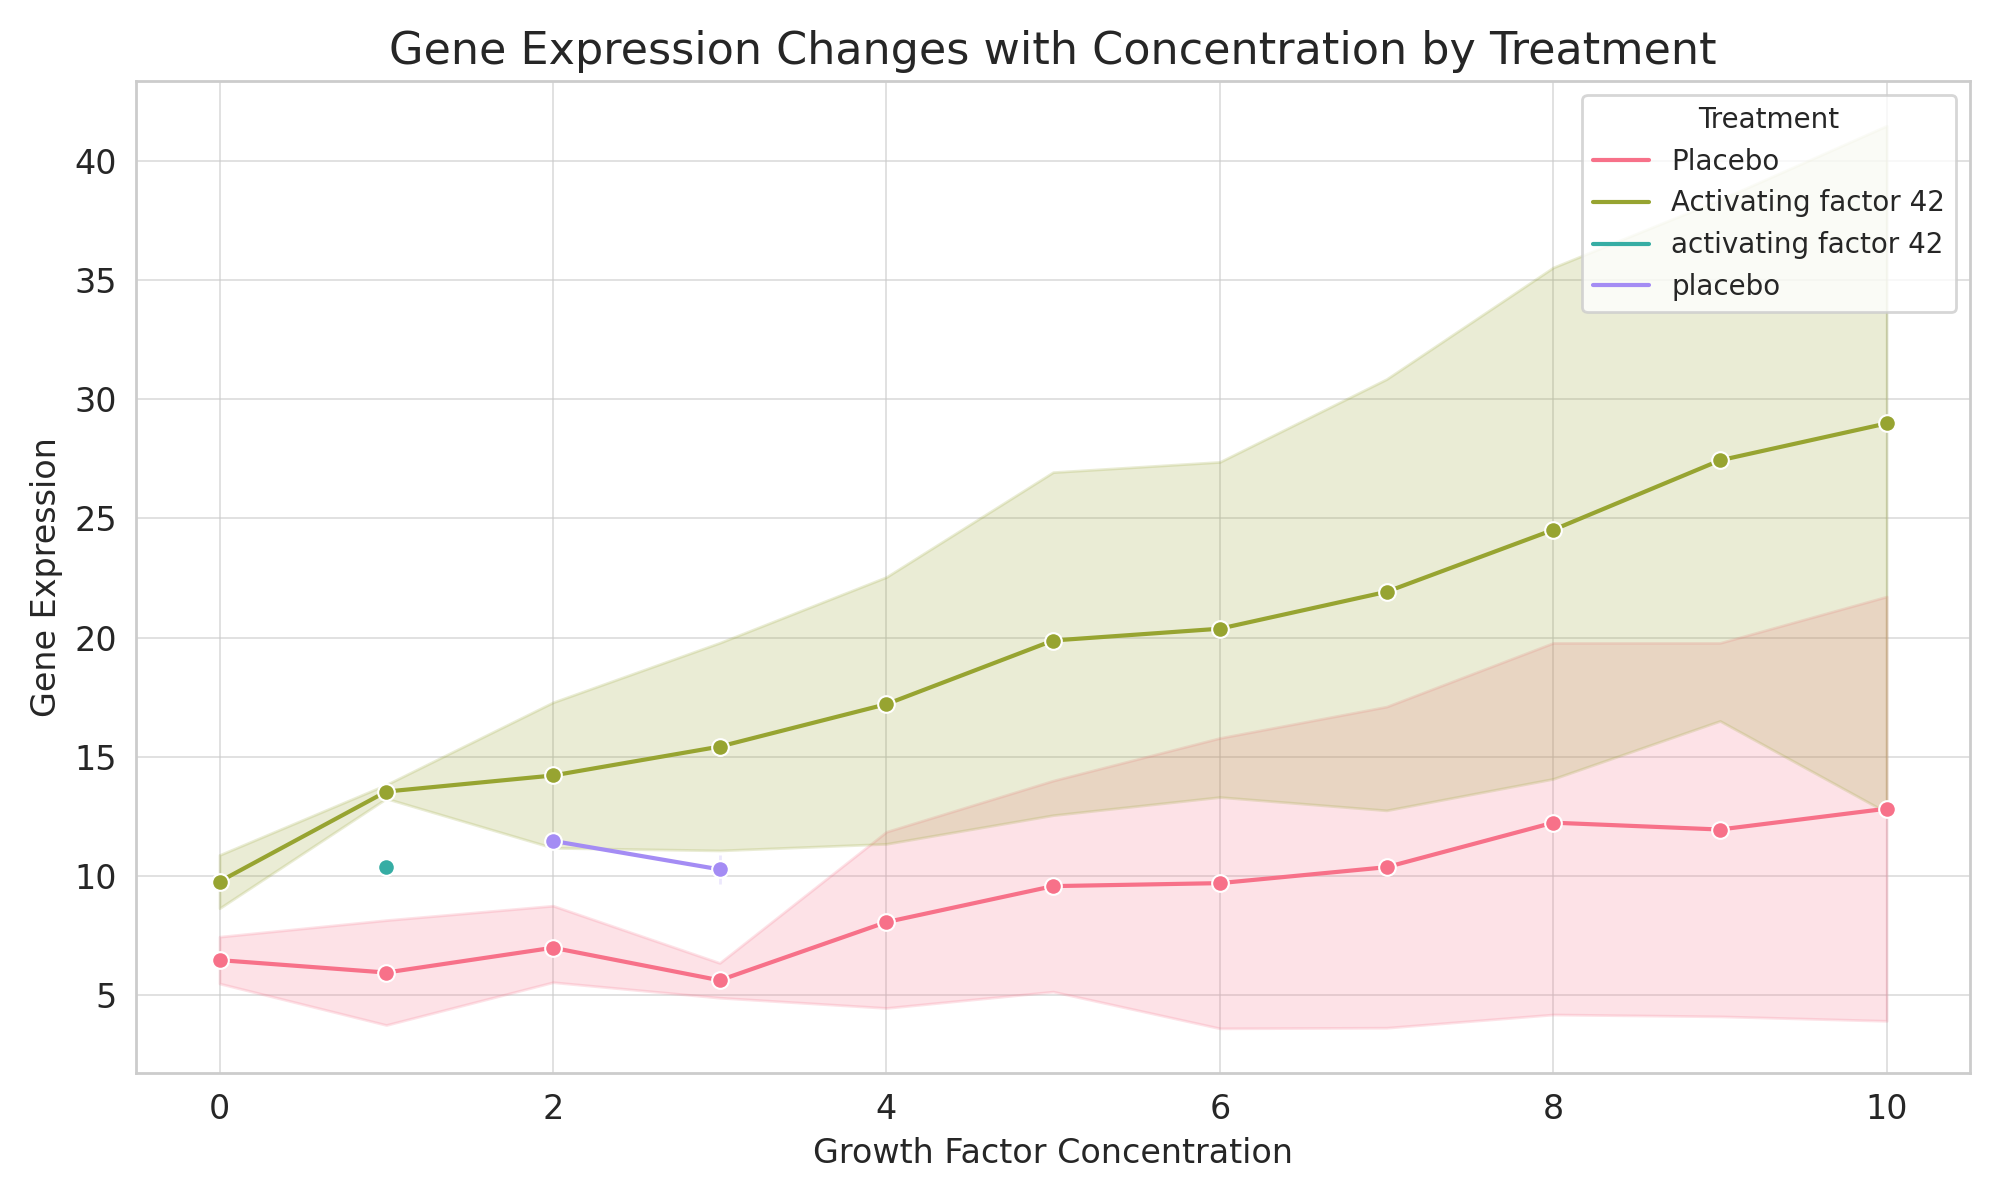 Gene Expression Changes with Concentration by Treatment
Treatment
Placebo
Activating factor 42
activating factor 42
placebo
40
35
30
25
20
15
10
5
Gene Expression
0 2 4 6 8 10
Growth Factor Concentration